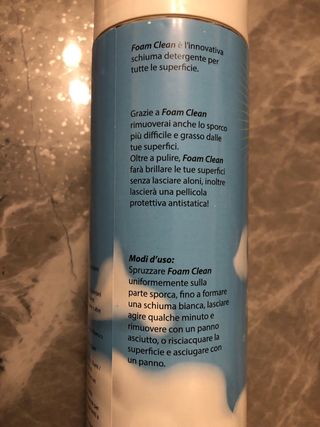 Foam Clean è l'innovativa
schiuma detergente per
tutte le superficie.
Grazie a Foam Clean
rimuoverai anche lo sporco
più difficile e grasso dalle
tue superfici.
Oltre a pulire, Foam Clean
farà brillare le tue superfici
senza lasciare aloni, inoltre
lascierà una pellicola
protettiva antistatica!
Modi d'uso:
Spruzzare Foam Clean
uniformemente sulla
parte sporca, fino a formare
una schiuma bianca, lasciare
agire qualche minuto e
rimuovere con un panno
asciutto, o risciacquare la
superficie e asciugare con
un panno.